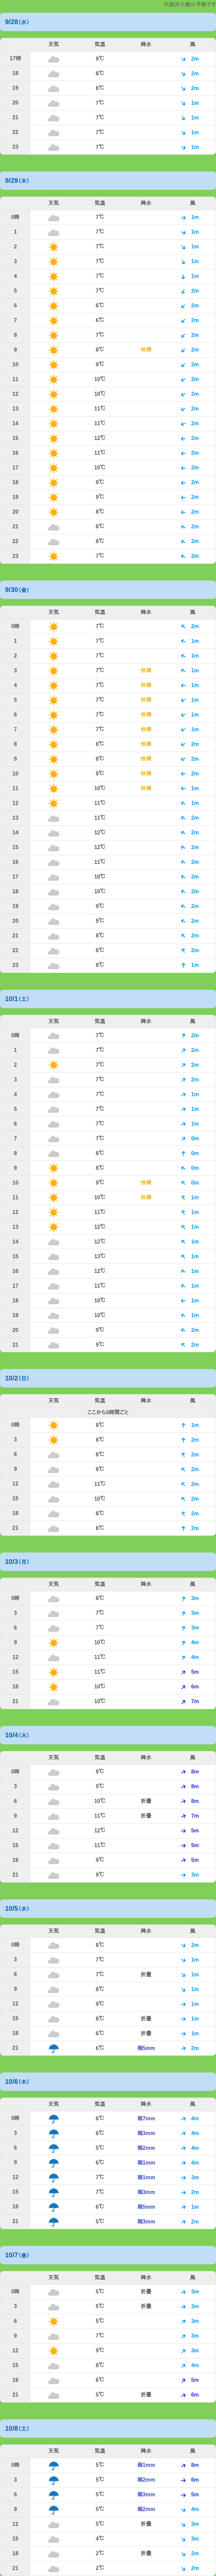 9/28(水)
天気 気温 降水 風
17時 9℃ 2m
18 8℃ 2m
19 8℃ 2m
20 7℃ 1m
21 7℃ 1m
22 7℃ 2m
23 7℃ 1m
9/29(木)
天気 気温 降水 風
0時 7℃ 1m
1 7℃ 1m
2 7℃ 1m
3 7℃ 1m
4 7℃ 1m
5 7℃ 2m
6 6℃ 2m
7 6℃ 2m
8 7℃ 2m
9 8℃ 快晴 2m
10 9℃ 2m
11 10℃ 2m
12 10℃ 2m
13 11℃ 2m
14 11℃ 2m
15 12℃ 2m
16 11℃ 2m
17 10℃ 2m
18 9℃ 2m
19 9℃ 2m
20 8℃ 2m
21 8℃ 2m
22 8℃ 2m
23 7℃ 2m
9/30(金)
天気 気温 降水 風
0時 7℃ 2m
1 7℃ 1m
2 7℃ 1m
3 7℃ 快晴 1m
4 7℃ 快晴 1m
5 7℃ 快晴 1m
6 7℃ 快晴 1m
7 7℃ 快晴 1m
8 8℃ 快晴 2m
9 8℃ 快晴 2m
10 9℃ 快晴 2m
11 10℃ 快晴 1m
12 11℃ 1m
13 11℃ 2m
14 12℃ 2m
15 12℃ 2m
16 11℃ 2m
17 10℃ 2m
18 10℃ 2m
19 9℃ 2m
20 9℃ 2m
21 8℃ 2m
22 8℃ 2m
23 8℃ 1m
10/1(土)
天気 気温 降水 風
0時 7℃ 2m
1 7℃ 2m
2 7℃ 2m
3 7℃ 2m
4 7℃ 1m
5 7℃ 1m
6 7℃ 1m
7 7℃ 0m
8 8℃ 0m
9 8℃ 0m
10 9℃ 快晴 0m
11 10℃ 快晴 1m
12 11℃ 1m
13 12℃ 1m
14 12℃ 1m
15 13℃ 1m
16 12℃ 1m
17 11℃ 1m
18 10℃ 1m
19 10℃ 1m
20 9℃ 2m
21 9℃ 2m
10/2(日)
天気 気温 降水 風
ここから3時間ごと
0時 8℃ 1m
3 8℃ 2m
6 8℃ 2m
9 9℃ 2m
12 11℃ 2m
15 10℃ 2m
18 8℃ 2m
21 8℃ 2m
10/3(月)
天気 気温 降水 風
0時 8℃ 3m
3 7℃ 3m
6 7℃ 3m
9 10℃ 4m
12 11℃ 4m
15 11℃ 5m
18 10℃ 6m
21 10℃ 7m
10/4(火)
天気 気温 降水 風
0時 9℃ 8m
3 9℃ 8m
6 10℃ 折畳 8m
9 11℃ 折畳 7m
12 12℃ 5m
15 11℃ 5m
18 9℃ 5m
21 9℃ 3m
10/5(水)
天気 気温 降水 風
0時 8℃ 2m
3 7℃ 1m
6 7℃ 折畳 1m
9 8℃ 1m
12 9℃ 1m
15 8℃ 折畳 1m
18 6℃ 折畳 1m
21 6℃ 雨5mm 2m
10/6(木)
天気 気温 降水 風
0時 6℃ 雨7mm 4m
3 6℃ 雨3mm 4m
6 5℃ 雨2mm 4m
9 6℃ 雨1mm 4m
12 7℃ 雨1mm 3m
15 7℃ 雨3mm 2m
18 6℃ 雨5mm 1m
21 5℃ 雨3mm 2m
10/7(金)
天気 気温 降水 風
0時 5℃ 折畳 3m
3 5℃ 折畳 3m
6 5℃ 3m
9 7℃ 3m
12 9℃ 3m
15 8℃ 4m
18 6℃ 5m
21 5℃ 折畳 6m
10/8(土)
天気 気温 降水 風
0時 5℃ 雨1mm 8m
3 5℃ 雨2mm 6m
6 5℃ 雨3mm 5m
9 6℃ 雨2mm 4m
12 5℃ 折畳 3m
15 4℃ 3m
18 2℃ 折畳 2m
21 2℃ 2m